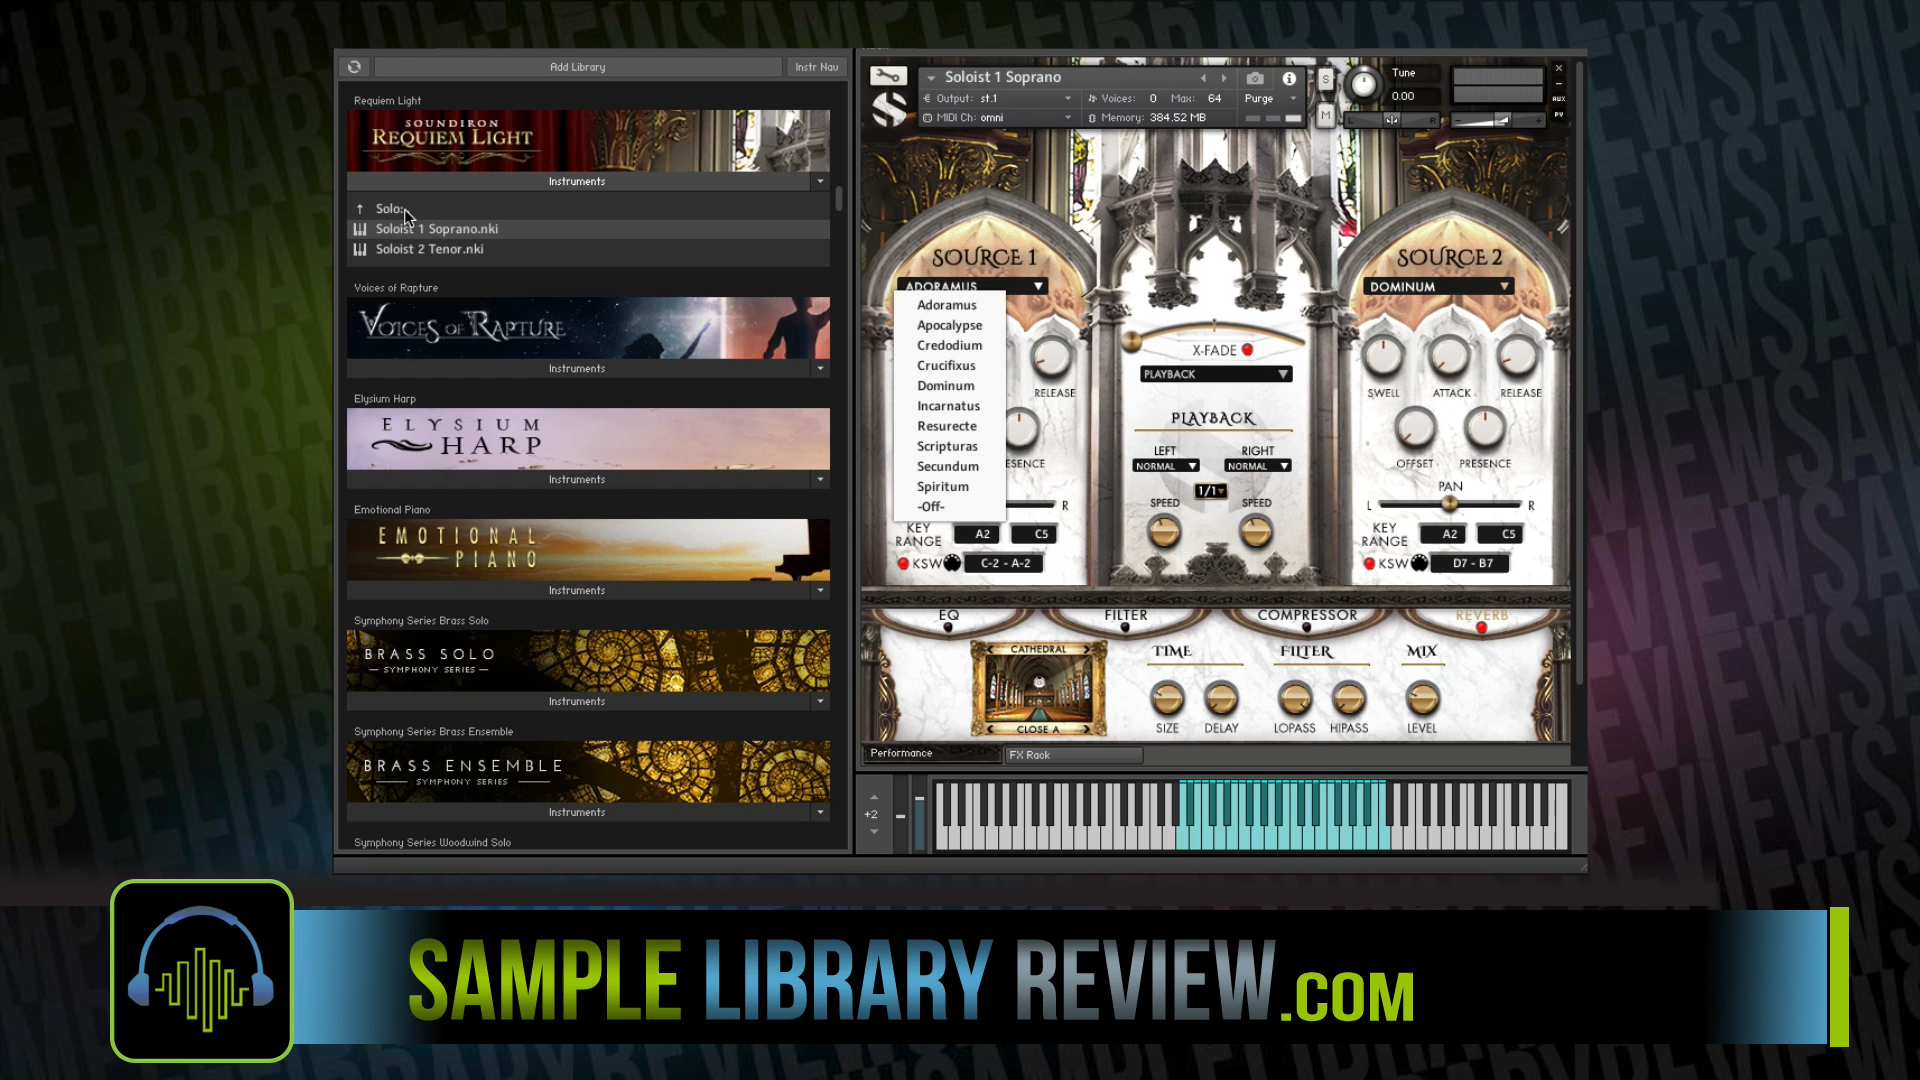 Add Library
Instr Nav
Requiem Light
SOUNDIRON
REQUIEM LIGHT
Instruments
Solo
Soloist 1 Soprano.nki
Soloist 2 Tenor.nki
Voices of Rapture
VOICES OF RAPTURE
Instruments
Elysium Harp
ELYSIUM
HARP
Instruments
Emotional Piano
EMOTIONAL
PIANO
Instruments
Symphony Series Brass Solo
BRASS SOLO
SYMPHONY SERIES
Instruments
Symphony Series Brass Ensemble
BRASS ENSEMBLE
SYMPHONY SERIES
Instruments
Symphony Series Woodwind Solo
Soloist 1 Soprano
Output: st.1
Voices: 0 Max: 64
Purge
MIDI Ch: omni
Memory: 384.52 MB
S
M
Tune
0.00
L R
AUX
PV
SOURCE 1
ADORAMUS
Adoramus
Apocalypse
Credodium
Crucifixus
Dominum
Incarnatus
Resurecte
Scripturas
Secundum
Spiritum
-Off-
RELEASE
ESENCE
R
KEY
RANGE
A2 C5
KSW C-2 - A-2
X-FADE
PLAYBACK
PLAYBACK
LEFT RIGHT
NORMAL NORMAL
1/1
SPEED SPEED
SOURCE 2
DOMINUM
SWELL ATTACK RELEASE
OFFSET PRESENCE
PAN
L R
KEY
RANGE
A2 C5
KSW D7 - B7
EQ FILTER COMPRESSOR REVERB
CATHEDRAL
CLOSE A
TIME FILTER MIX
SIZE DELAY LOPASS HIPASS LEVEL
Performance
FX Rack
+2
SAMPLE LIBRARY REVIEW.COM